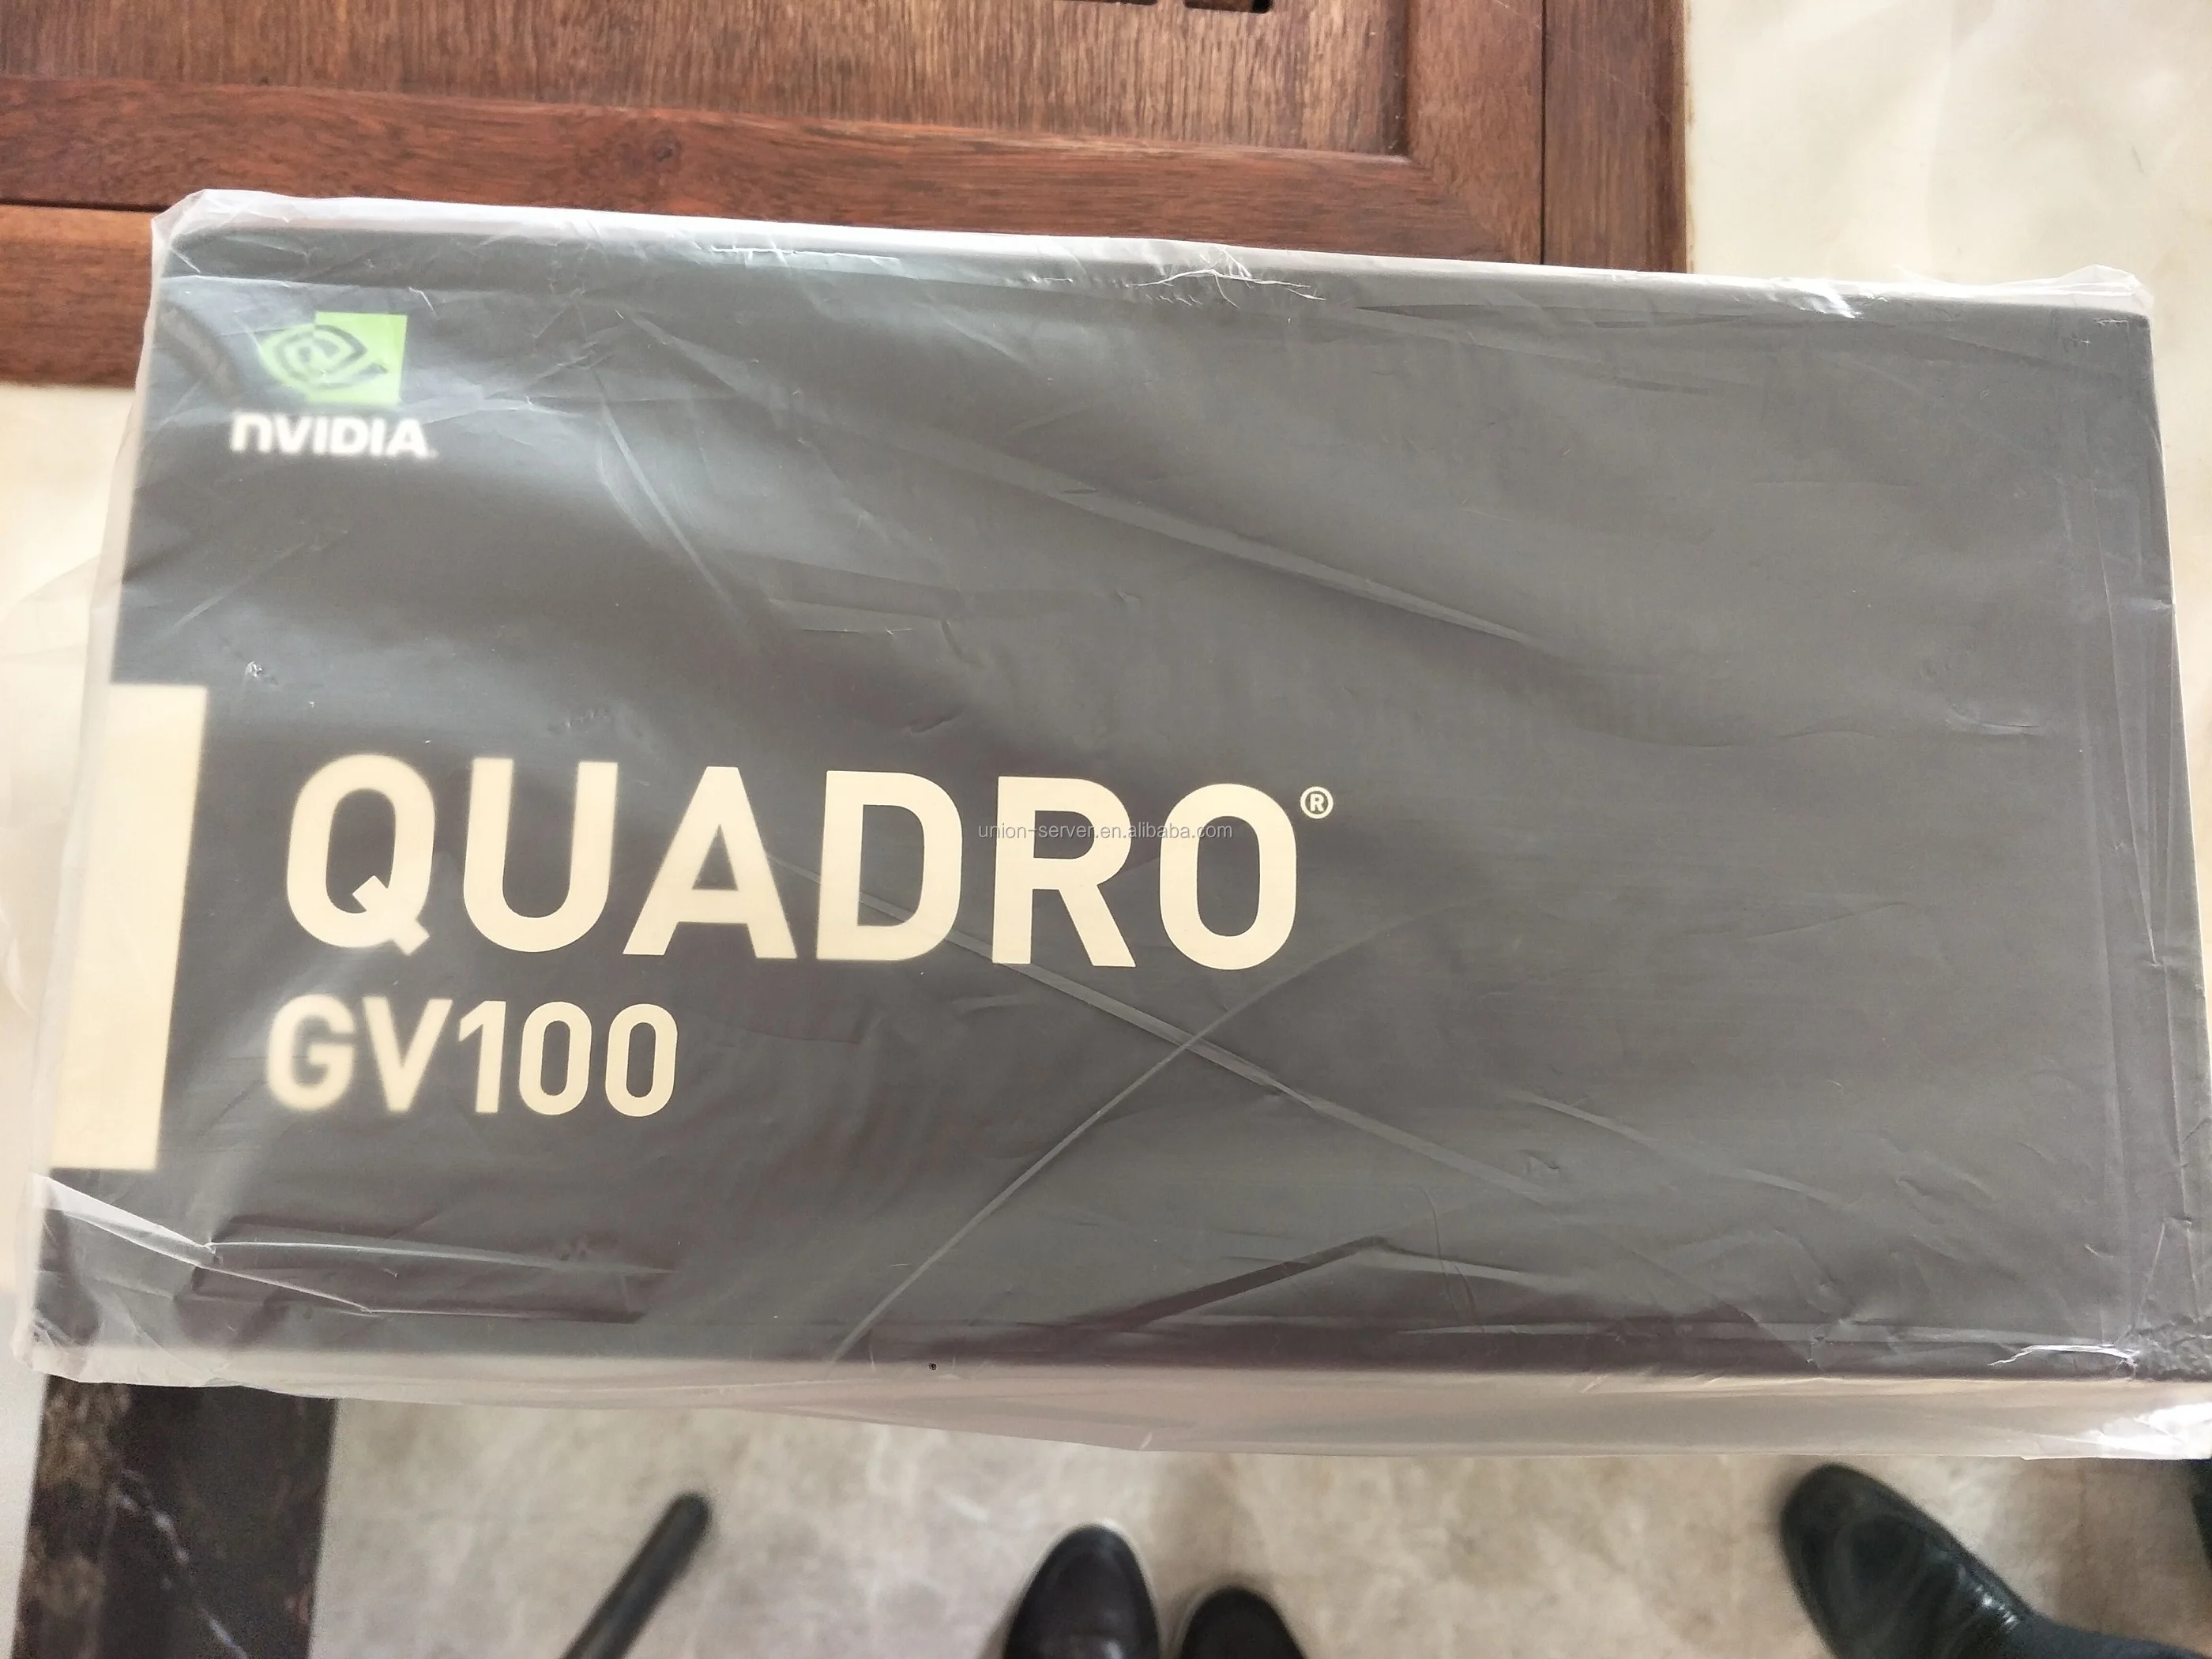 NVIDIA.
QUADRO®
union-server.en.alibaba.com
GV100